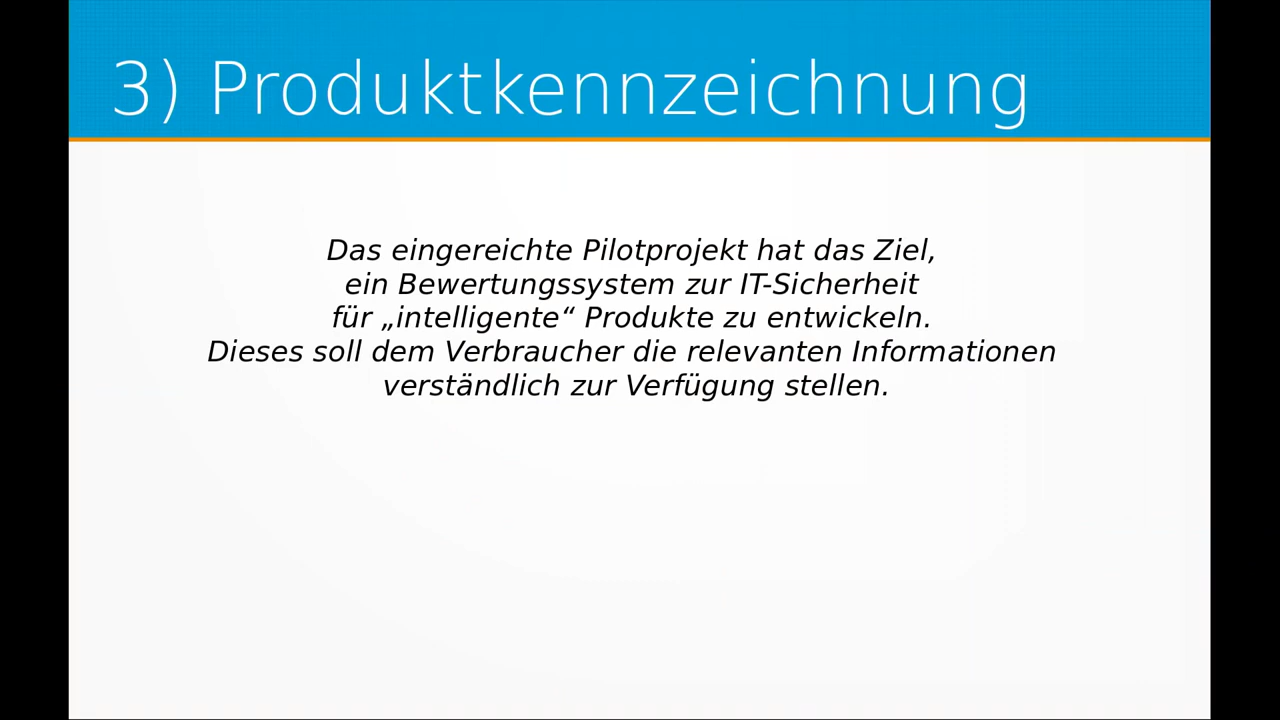 3) Produktkennzeichnung
Das eingereichte Pilotprojekt hat das Ziel,
ein Bewertungssystem zur IT-Sicherheit
für „intelligente“ Produkte zu entwickeln.
Dieses soll dem Verbraucher die relevanten Informationen
verständlich zur Verfügung stellen.